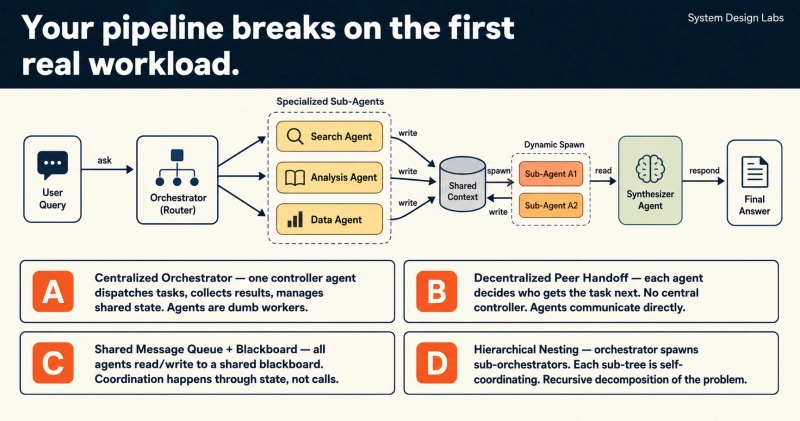 Your pipeline breaks on the first
real workload.
System Design Labs
Specialized Sub-Agents
User
Query
ask
Orchestrator
(Router)
Search Agent
Analysis Agent
Data Agent
write
write
write
Shared
Context
spawn
write
Dynamic Spawn
Sub-Agent A1
Sub-Agent A2
read
Synthesizer
Agent
respond
Final
Answer
A
Centralized Orchestrator — one controller agent
dispatches tasks, collects results, manages
shared state. Agents are dumb workers.
B
Decentralized Peer Handoff — each agent
decides who gets the task next. No central
controller. Agents communicate directly.
C
Shared Message Queue + Blackboard — all
agents read/write to a shared blackboard.
Coordination happens through state, not calls.
D
Hierarchical Nesting — orchestrator spawns
sub-orchestrators. Each sub-tree is self-
coordinating. Recursive decomposition of the problem.